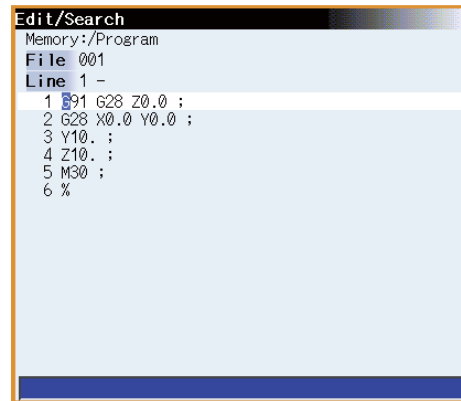 Edit/Search
Memory:/Program
File 001
Line 1 -
1 G91 G28 Z0.0 ;
2 G28 X0.0 Y0.0 ;
3 Y10. ;
4 Z10. ;
5 M30 ;
6 %